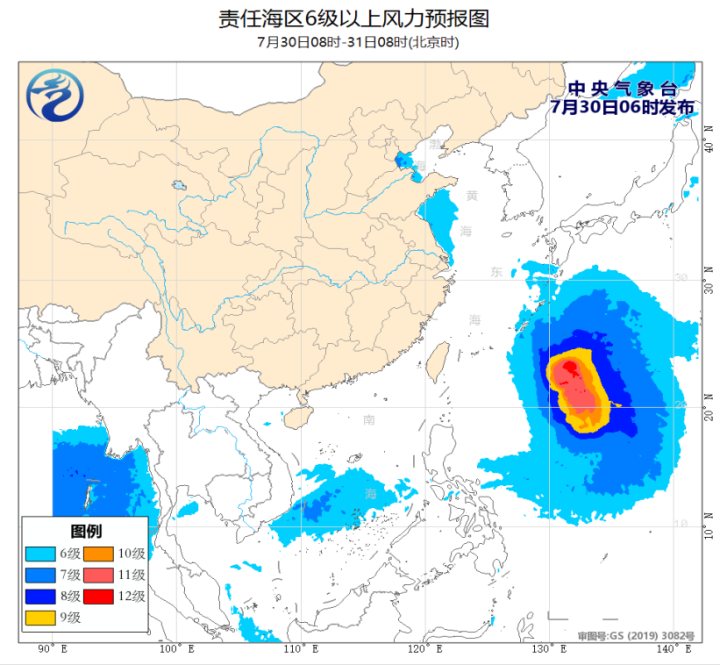 责任海区6级以上风力预报图
7月30日08时-31日08时(北京时)
中央气象台
7月30日06时发布
渤
海
黄
海
东
海
南
海
40° N
30° N
20° N
10° N
30
20
10
图例
6级 10级
7级 11级
8级 12级
9级
审图号:GS (2019) 3082号
90° E 100° E 110° E 120° E 130° E 140° E